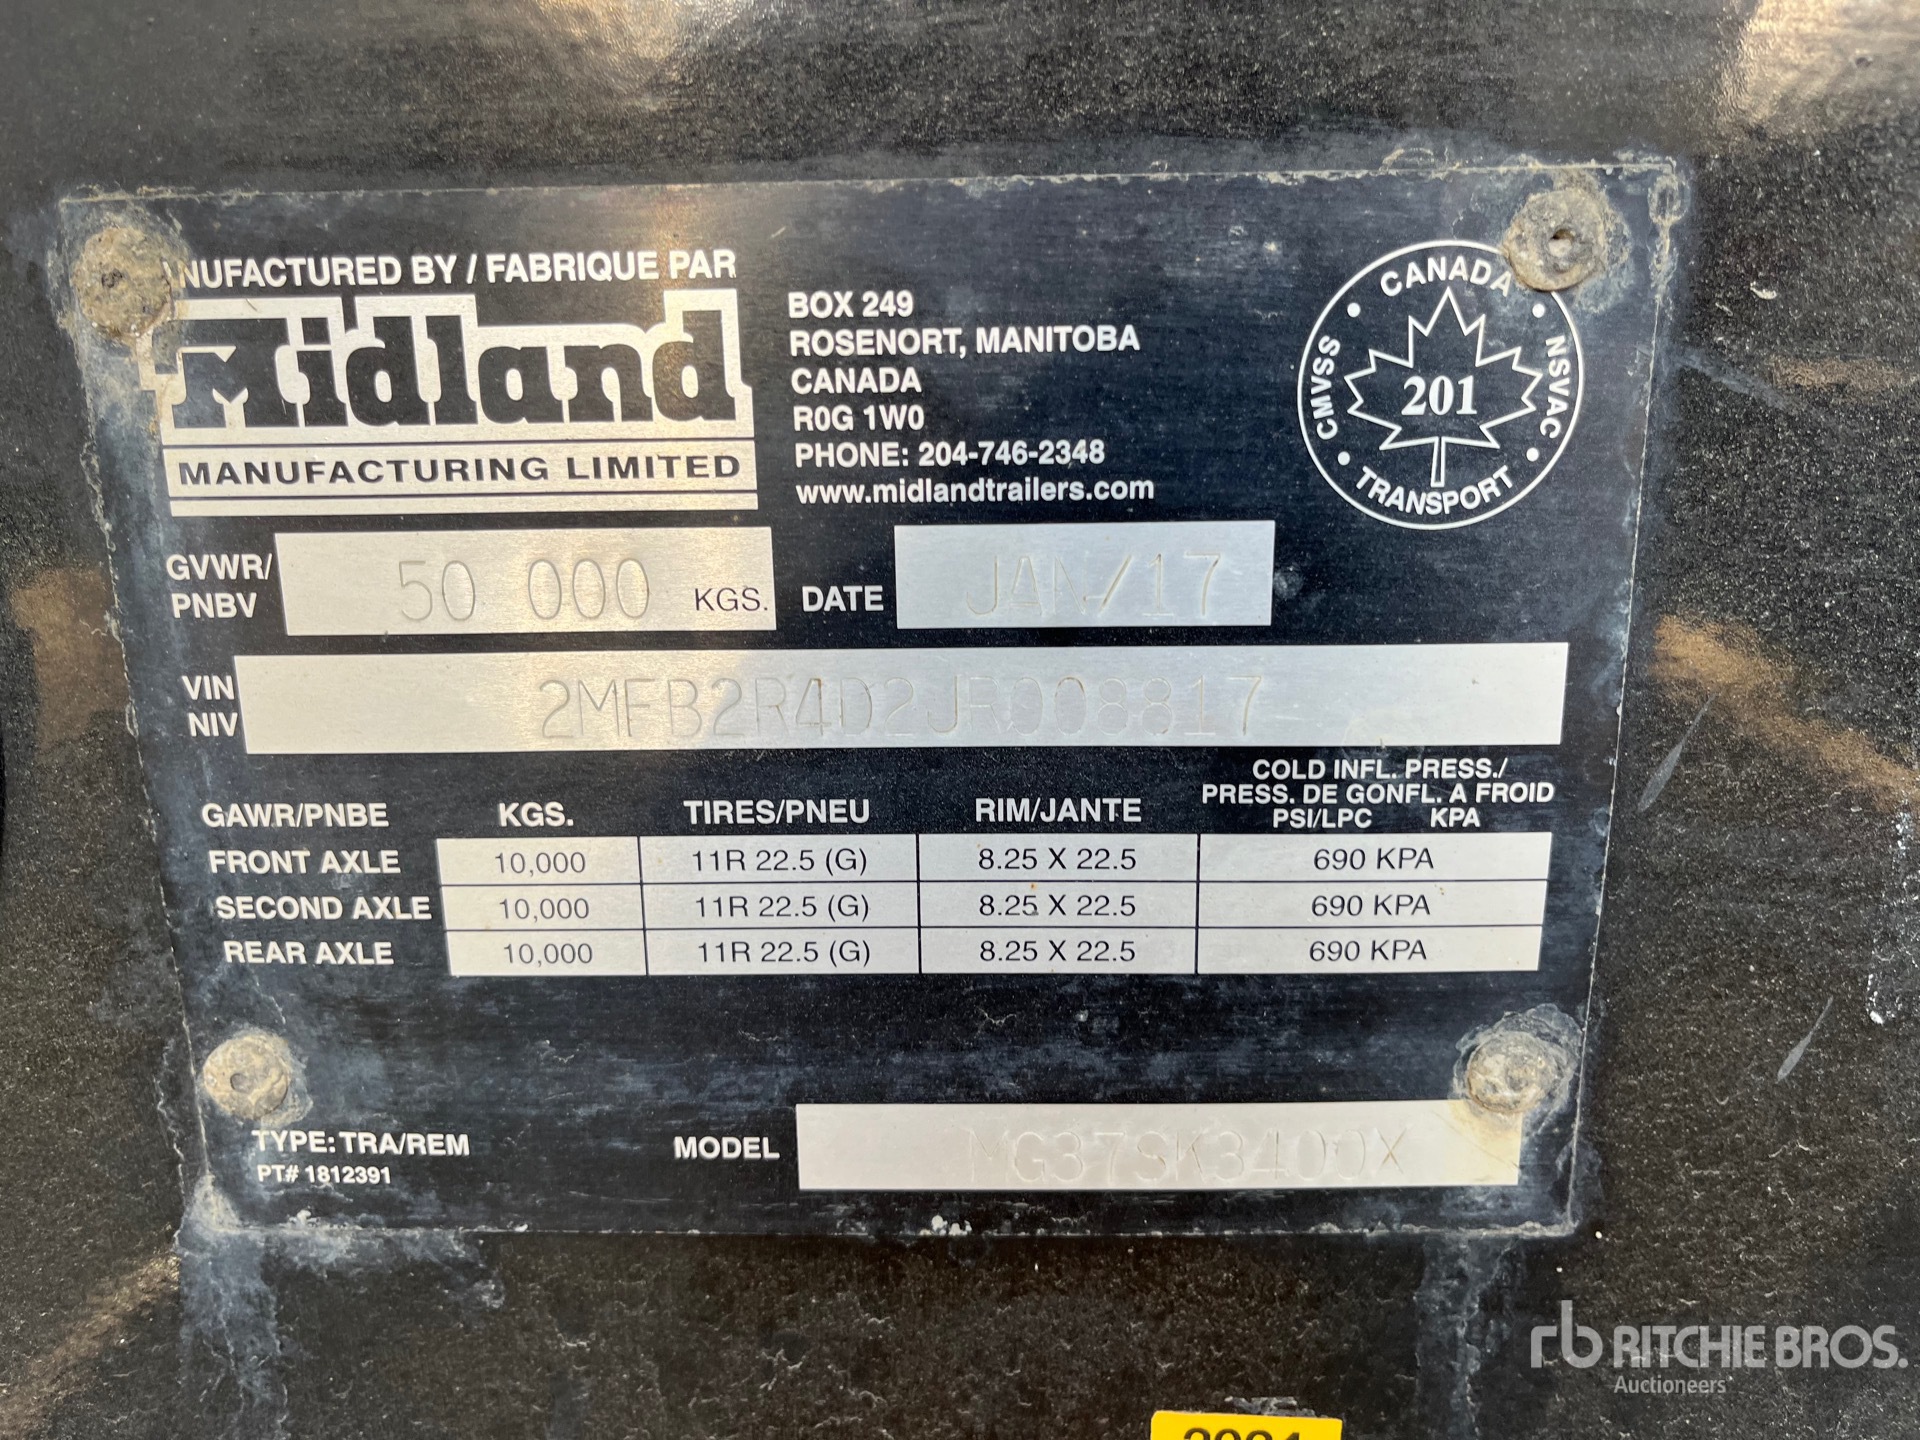 NUFACTURED BY / FABRIQUE PAR
Midland
MANUFACTURING LIMITED
BOX 249
ROSENORT, MANITOBA
CANADA
R0G 1W0
PHONE: 204-746-2348
www.midlandtrailers.com
CANADA
CMVSS • NSVAC
201
TRANSPORT
GVWR/ PNBV 50 000 KGS. DATE JAN/17
VIN NIV 2MFB2R4D2JR008817
COLD INFL. PRESS./
PRESS. DE GONFL. A FROID
GAWR/PNBE KGS. TIRES/PNEU RIM/JANTE PSI/LPC KPA
FRONT AXLE 10,000 11R 22.5 (G) 8.25 X 22.5 690 KPA
SECOND AXLE 10,000 11R 22.5 (G) 8.25 X 22.5 690 KPA
REAR AXLE 10,000 11R 22.5 (G) 8.25 X 22.5 690 KPA
TYPE: TRA/REM MODEL MG37SK3400X
PT# 1812391
rb RITCHIE BROS.
Auctioneers